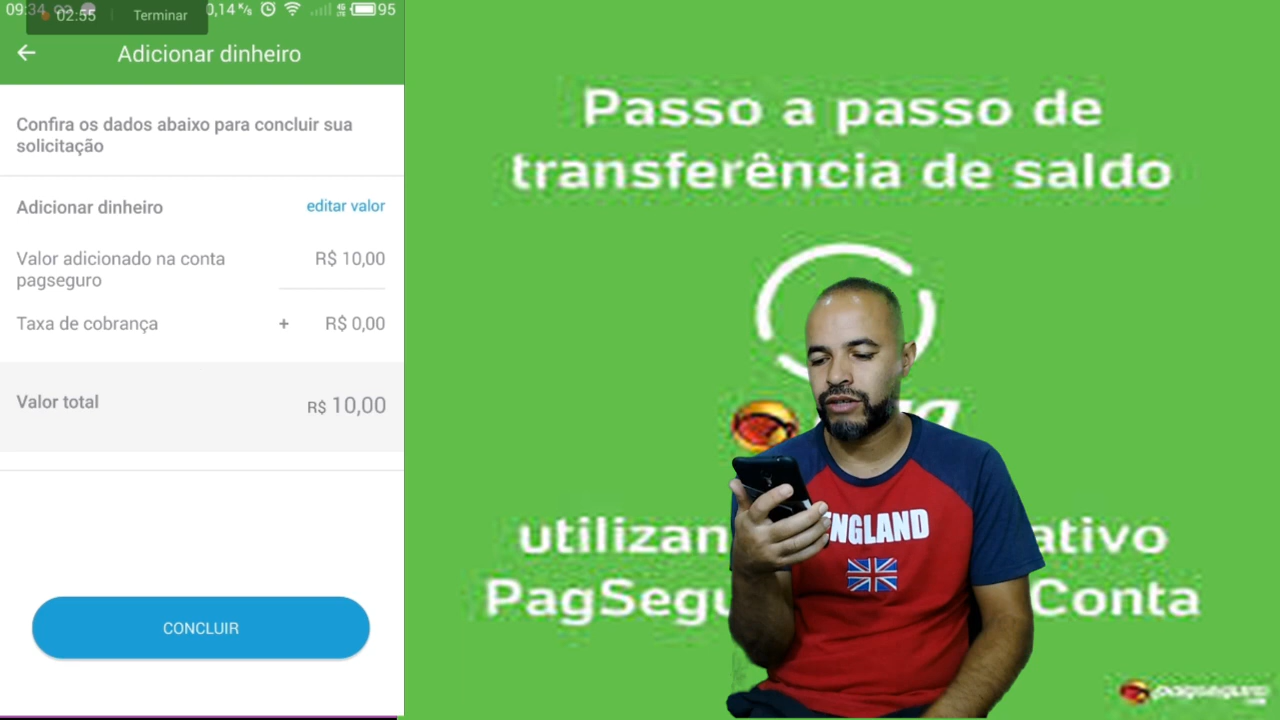 09:34
02:55
Terminar
0,14 K/s
4G
LTE
95
Adicionar dinheiro
Confira os dados abaixo para concluir sua
solicitação
Adicionar dinheiro
editar valor
Valor adicionado na conta
pagseguro
R$ 10,00
Taxa de cobrança
+
R$ 0,00
Valor total
R$ 10,00
CONCLUIR
Passo a passo de
transferência de saldo
utilizan ativo
PagSegu Conta
ENGLAND
pagseguro